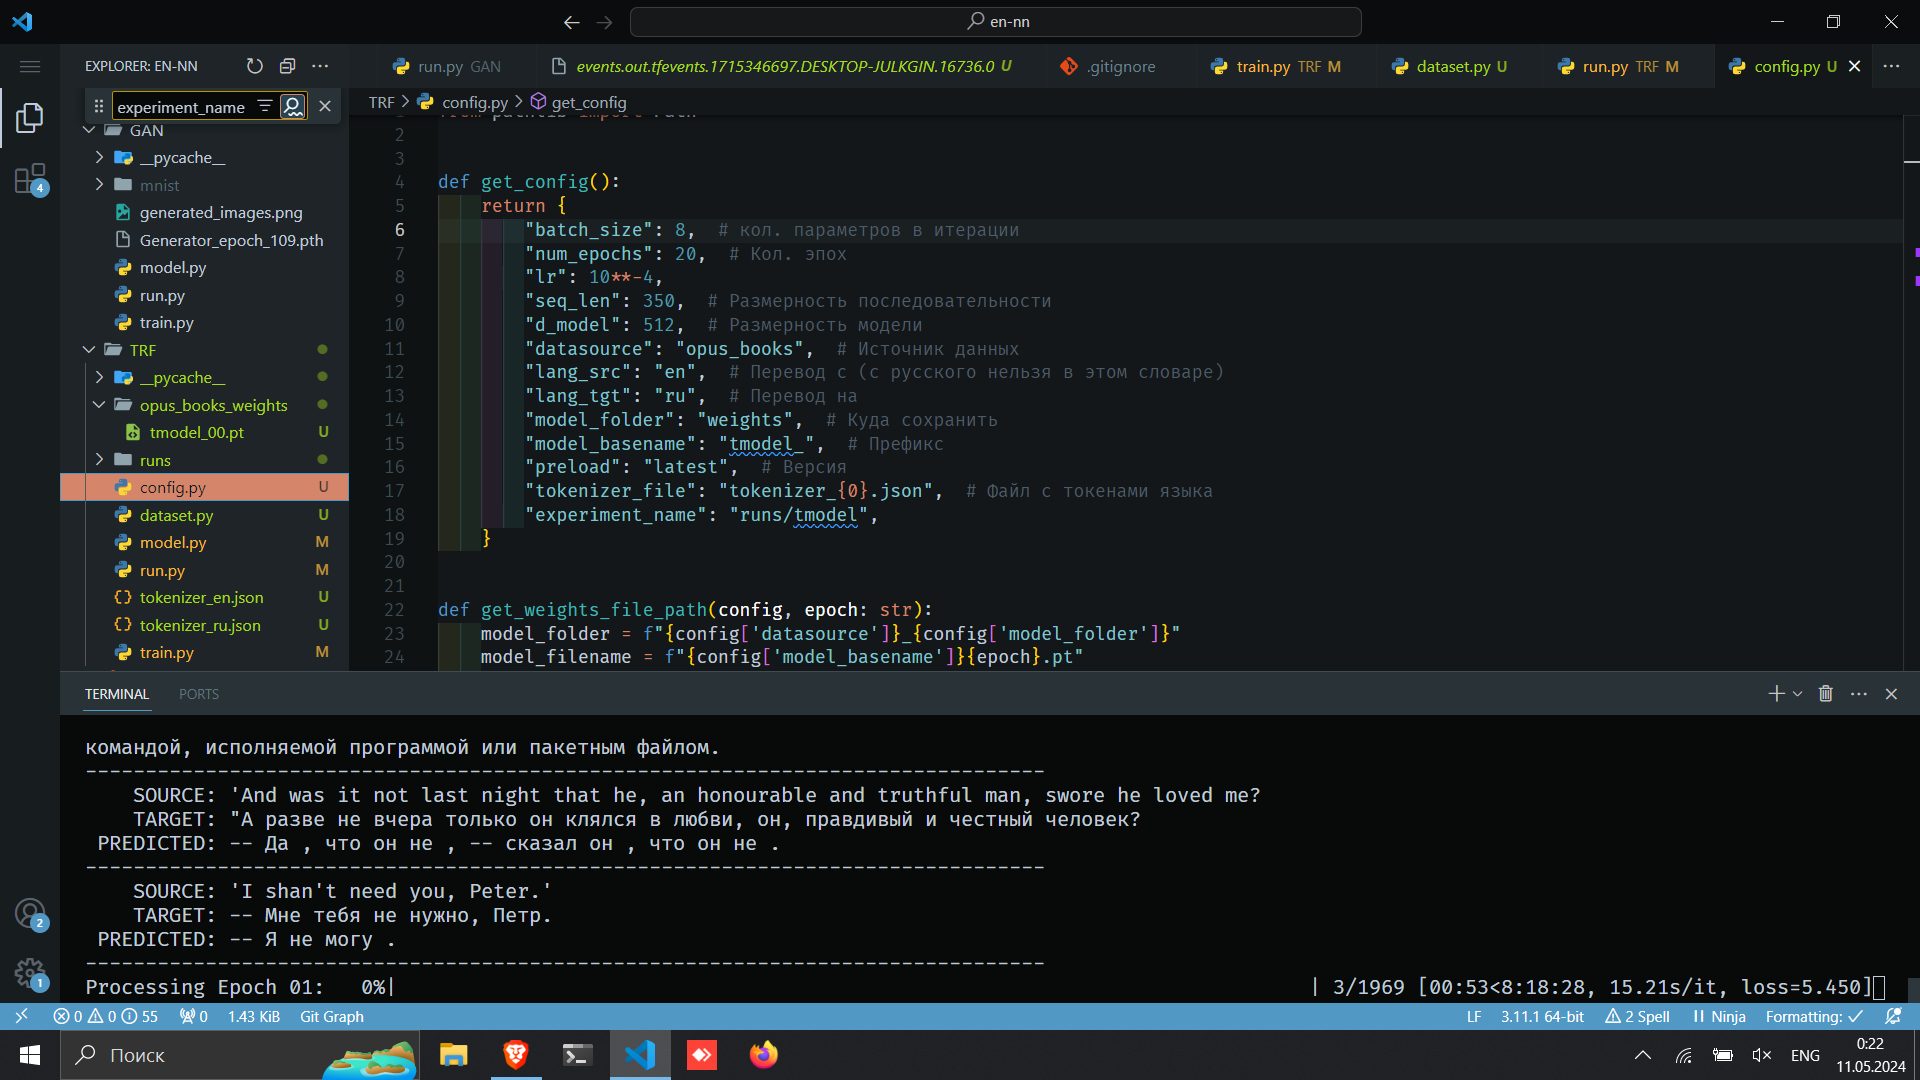 en-nn
EXPLORER: EN-NN
run.py GAN
events.out.tfevents.1715346697.DESKTOP-JULKGIN.16736.0 U
.gitignore
train.py TRF M
dataset.py U
run.py TRF M
config.py U
experiment_name
TRF
config.py
get_config
GAN
__pycache__
mnist
generated_images.png
Generator_epoch_109.pth
model.py
run.py
train.py
TRF
__pycache__
opus_books_weights
tmodel_00.pt U
runs
config.py U
dataset.py U
model.py M
run.py M
tokenizer_en.json U
tokenizer_ru.json U
train.py M
2
3
4 def get_config():
5 return {
6 "batch_size": 8,  # кол. параметров в итерации
7 "num_epochs": 20,  # Кол. эпох
8 "lr": 10**-4,
9 "seq_len": 350,  # Размерность последовательности
10 "d_model": 512,  # Размерность модели
11 "datasource": "opus_books",  # Источник данных
12 "lang_src": "en",  # Перевод с (с русского нельзя в этом словаре)
13 "lang_tgt": "ru",  # Перевод на
14 "model_folder": "weights",  # Куда сохранить
15 "model_basename": "tmodel_",  # Префикс
16 "preload": "latest",  # Версия
17 "tokenizer_file": "tokenizer_{0}.json",  # Файл с токенами языка
18 "experiment_name": "runs/tmodel",
19 }
20
21
22 def get_weights_file_path(config, epoch: str):
23 model_folder = f"{config['datasource']}_{config['model_folder']}"
24 model_filename = f"{config['model_basename']}{epoch}.pt"
TERMINAL
PORTS
командой, исполняемой программой или пакетным файлом.
--------------------------------------------------------------------------------
SOURCE: 'And was it not last night that he, an honourable and truthful man, swore he loved me?
TARGET: "А разве не вчера только он клялся в любви, он, правдивый и честный человек?
PREDICTED: -- Да , что он не , -- сказал он , что он не .
--------------------------------------------------------------------------------
SOURCE: 'I shan't need you, Peter.'
TARGET: -- Мне тебя не нужно, Петр.
PREDICTED: -- Я не могу .
--------------------------------------------------------------------------------
Processing Epoch 01:   0%| | 3/1969 [00:53<8:18:28, 15.21s/it, loss=5.450]
4
2
1
0 0 55
0
1.43 KiB
Git Graph
LF
3.11.1 64-bit
2 Spell
Ninja
Formatting:
Поиск
ENG
0:22
11.05.2024